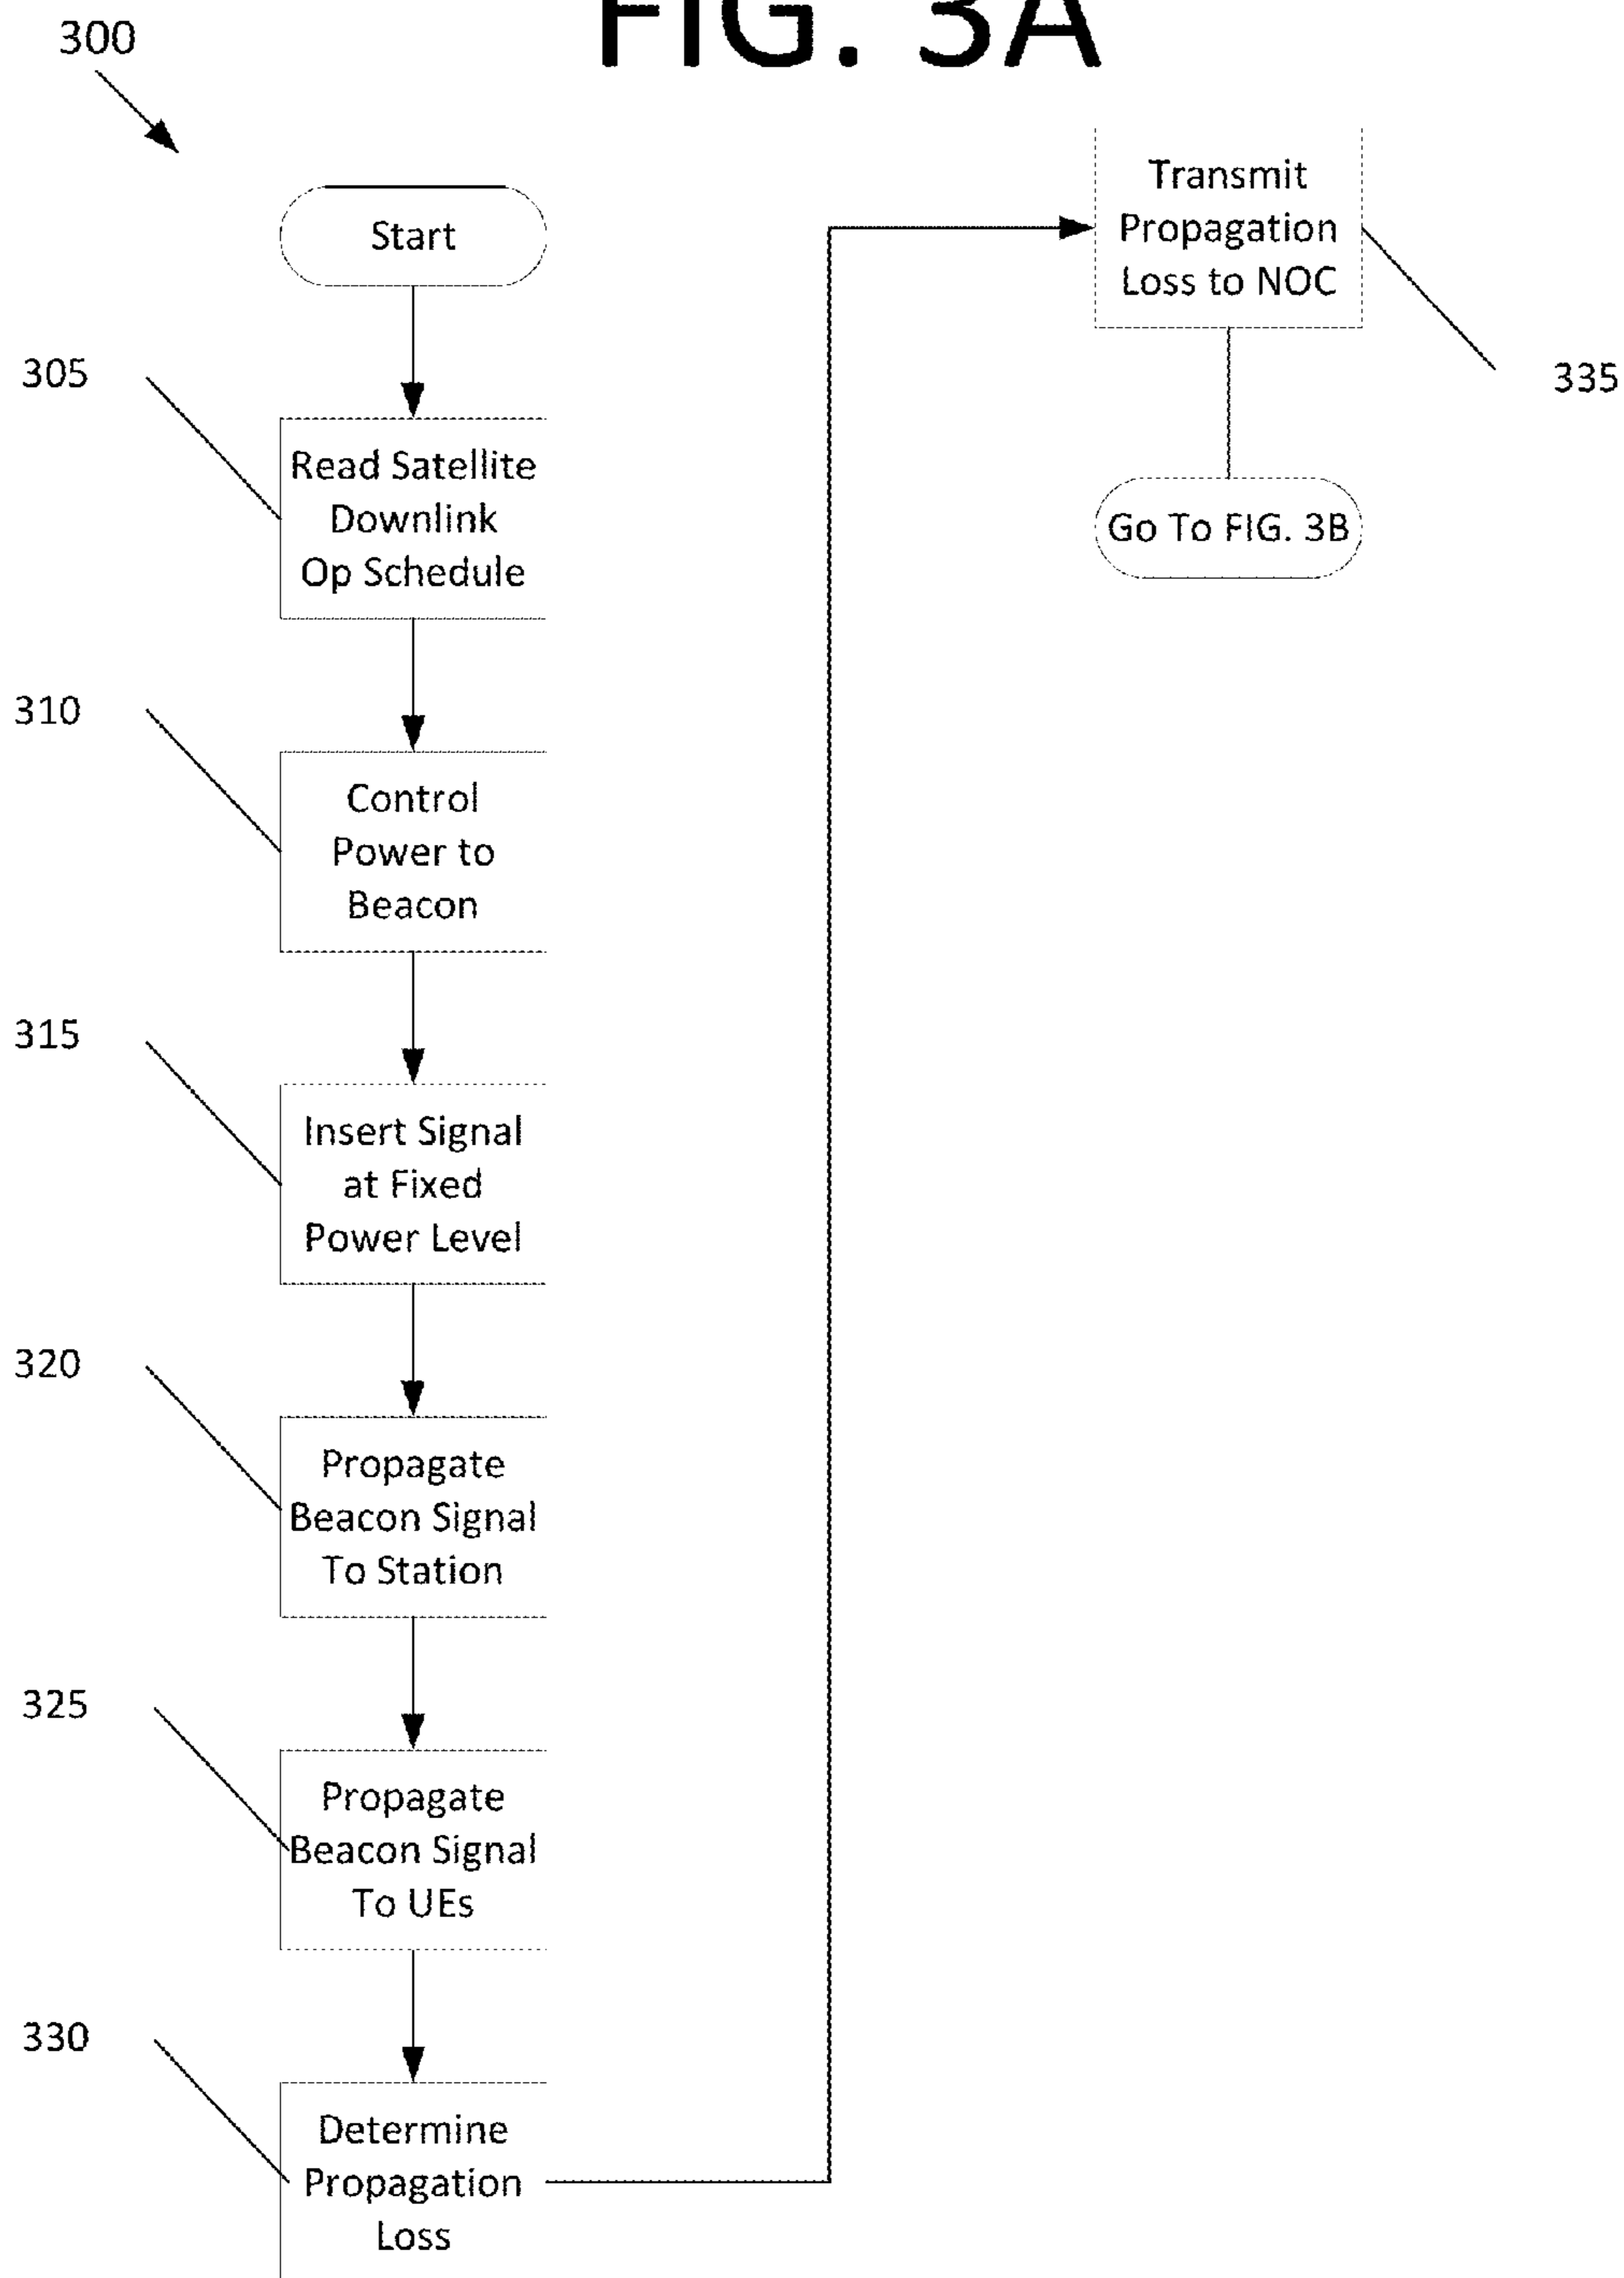 FIG. 3A
300
Start
305
Read Satellite
Downlink
Op Schedule
310
Control
Power to
Beacon
315
Insert Signal
at Fixed
Power Level
320
Propagate
Beacon Signal
To Station
325
Propagate
Beacon Signal
To UEs
330
Determine
Propagation
Loss
Transmit
Propagation
Loss to NOC
335
Go To FIG. 3B